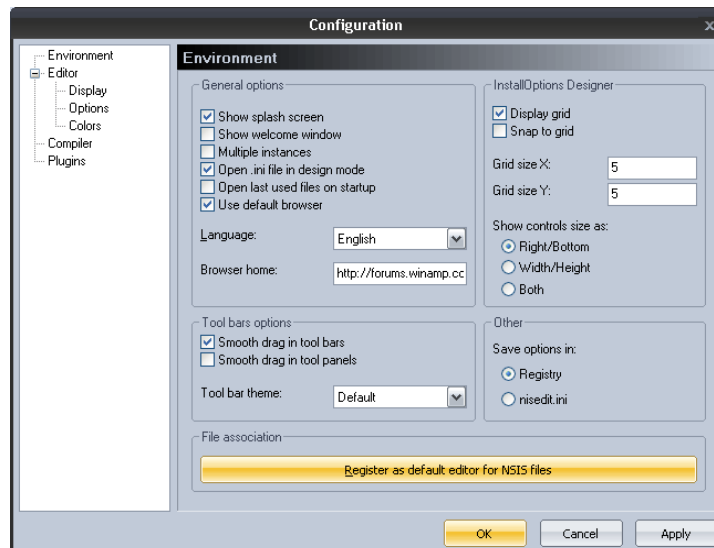 Configuration
x
Environment
Editor
Display
Options
Colors
Compiler
Plugins
Environment
General options
Show splash screen
Show welcome window
Multiple instances
Open .ini file in design mode
Open last used files on startup
Use default browser
Language:
English
Browser home:
http://forums.winamp.cc
InstallOptions Designer
Display grid
Snap to grid
Grid size X:
5
Grid size Y:
5
Show controls size as:
Right/Bottom
Width/Height
Both
Tool bars options
Smooth drag in tool bars
Smooth drag in tool panels
Tool bar theme:
Default
Other
Save options in:
Registry
nisedit.ini
File association
Register as default editor for NSIS files
OK
Cancel
Apply